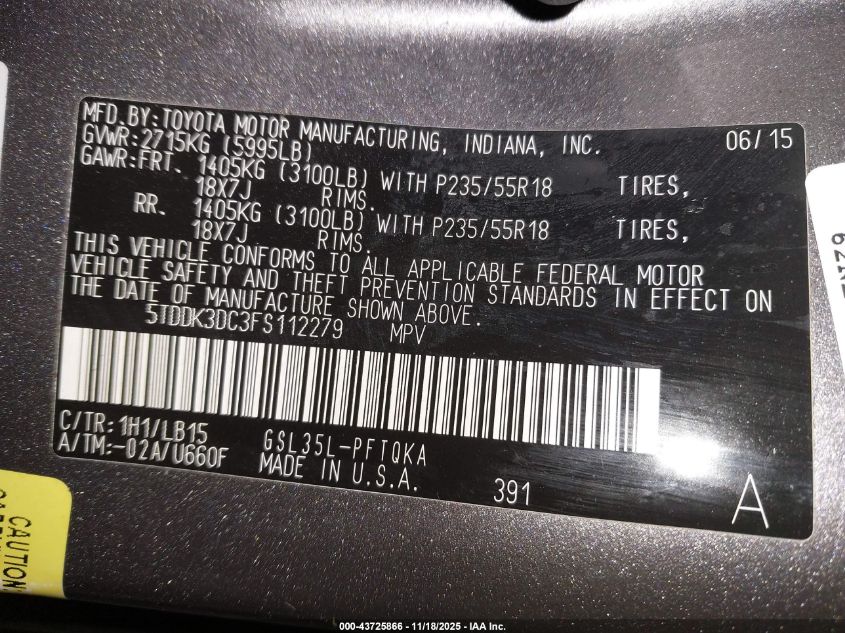 MFD.BY:TOYOTA MOTOR MANUFACTURING, INDIANA, INC. 06/15
GVWR:2715KG (5995LB)
GAWR:FRT. 1405KG (3100LB) WITH P235/55R18 TIRES,
18X7J RIMS.
RR. 1405KG (3100LB) WITH P235/55R18 TIRES,
18X7J RIMS.
THIS VEHICLE CONFORMS TO ALL APPLICABLE FEDERAL MOTOR
VEHICLE SAFETY AND THEFT PREVENTION STANDARDS IN EFFECT ON
THE DATE OF MANUFACTURE SHOWN ABOVE.
5TDDK3DC3FS112279 MPV
C/TR:1H1/LB15 GSL35L-PFTQKA
A/TM:-02A/U660F MADE IN U.S.A.
391 A
CAUTION
000-43725866 - 11/18/2025 - IAA Inc.